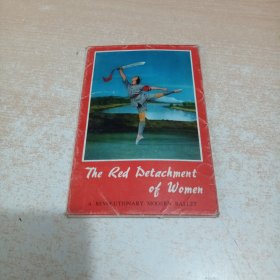 The Red Detachment
of Women
A REVOLUTIONARY MODERN BALLET